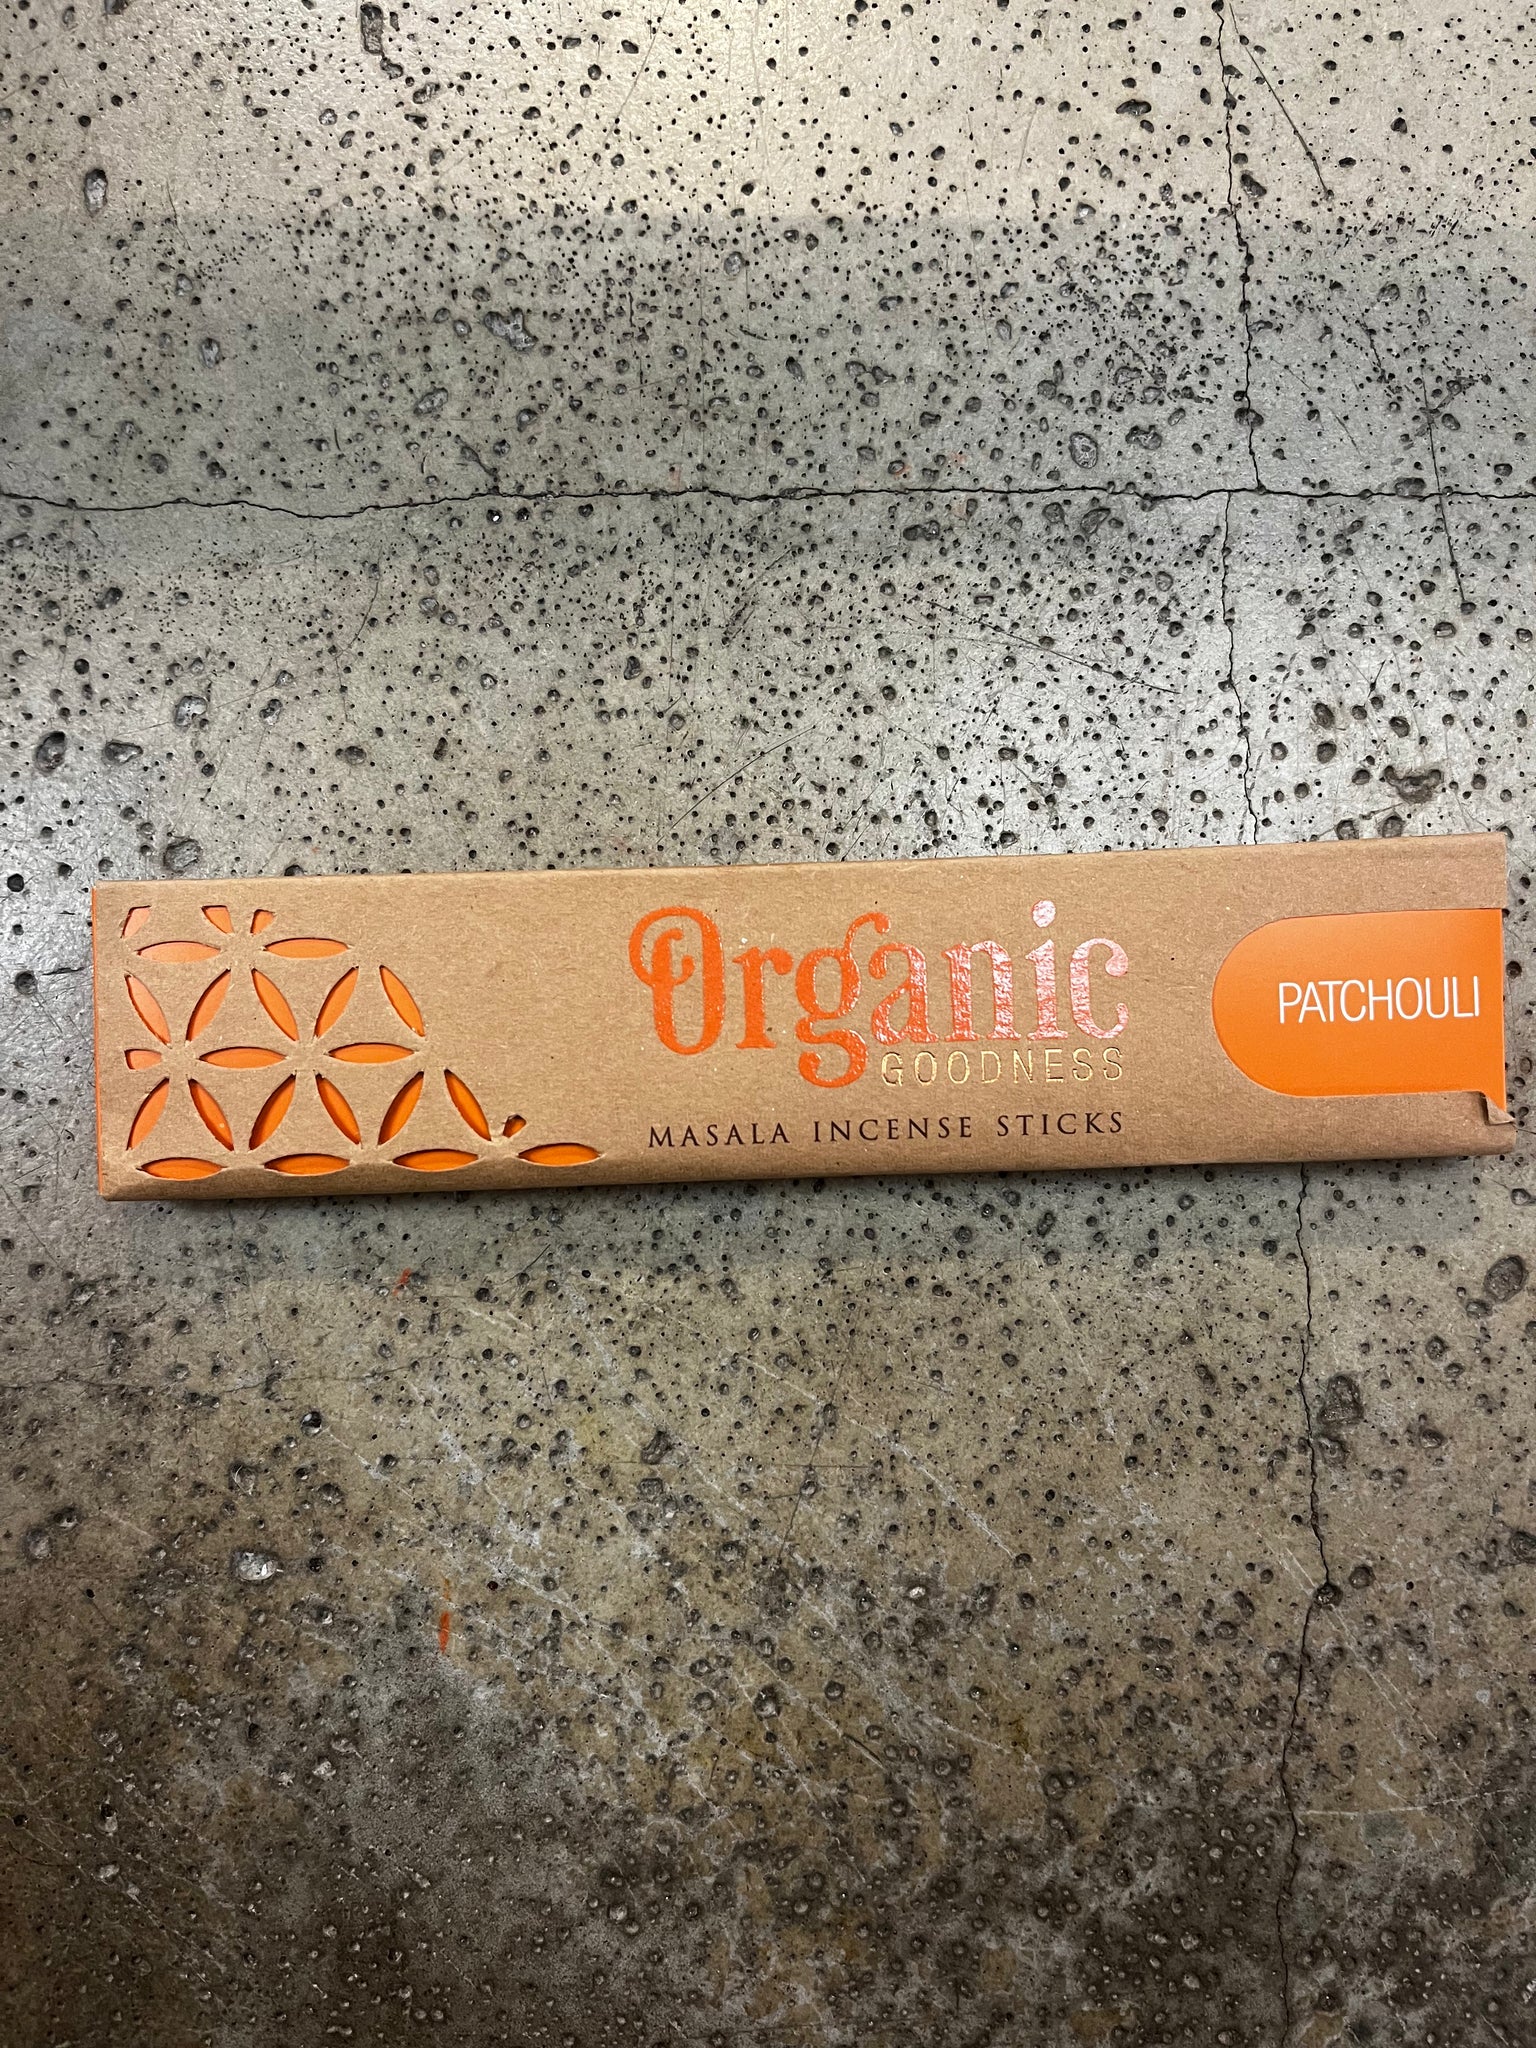 Organic
GOODNESS
MASALA INCENSE STICKS
PATCHOULI